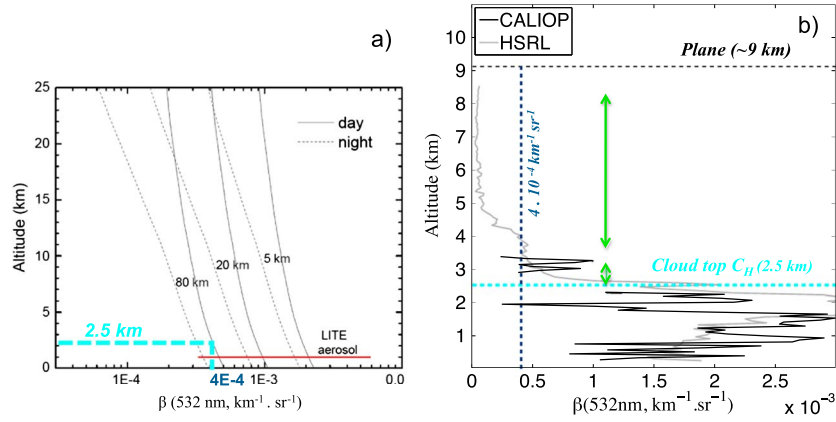 a)
25
20
15
10
5
0
Altitude (km)
day
night
5 km
20 km
80 km
LITE
aerosol
2.5 km
1E-4
4E-4
1E-3
0.0
β (532 nm, km⁻¹ . sr⁻¹)
b)
CALIOP
HSRL
Plane (~9 km)
11
10
9
8
7
6
5
4
3
2
1
Altitude (km)
4 . 10⁻⁴ km⁻¹ sr⁻¹
Cloud top C_H (2.5 km)
0
0.5
1
1.5
2
2.5
x 10⁻³
β(532nm, km⁻¹.sr⁻¹)